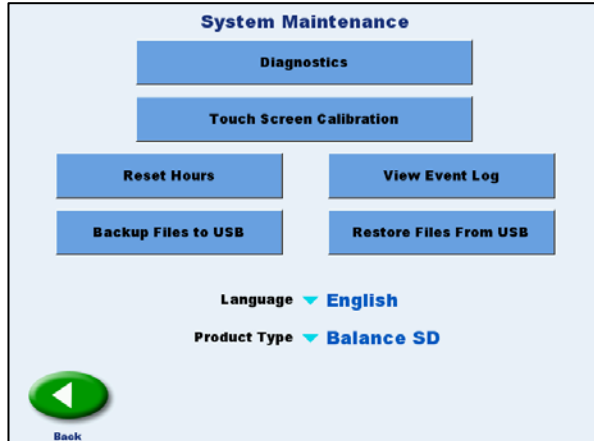 System Maintenance
Diagnostics
Touch Screen Calibration
Reset Hours
View Event Log
Backup Files to USB
Restore Files From USB
Language English
Product Type Balance SD
Back